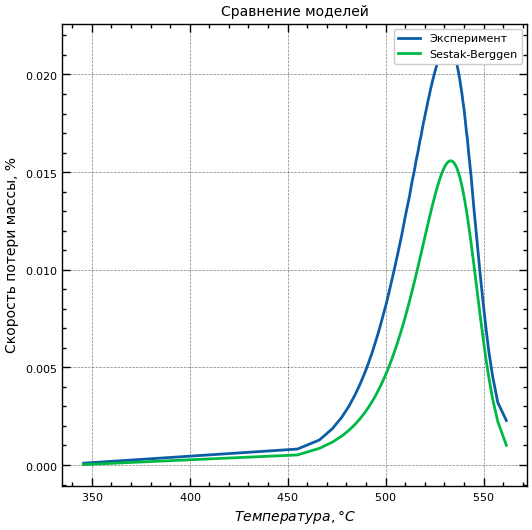 Сравнение моделей
Эксперимент
Sestak-Berggen
0.020
0.015
0.010
0.005
0.000
Скорость потери массы, %
350
400
450
500
550
Температура, °C